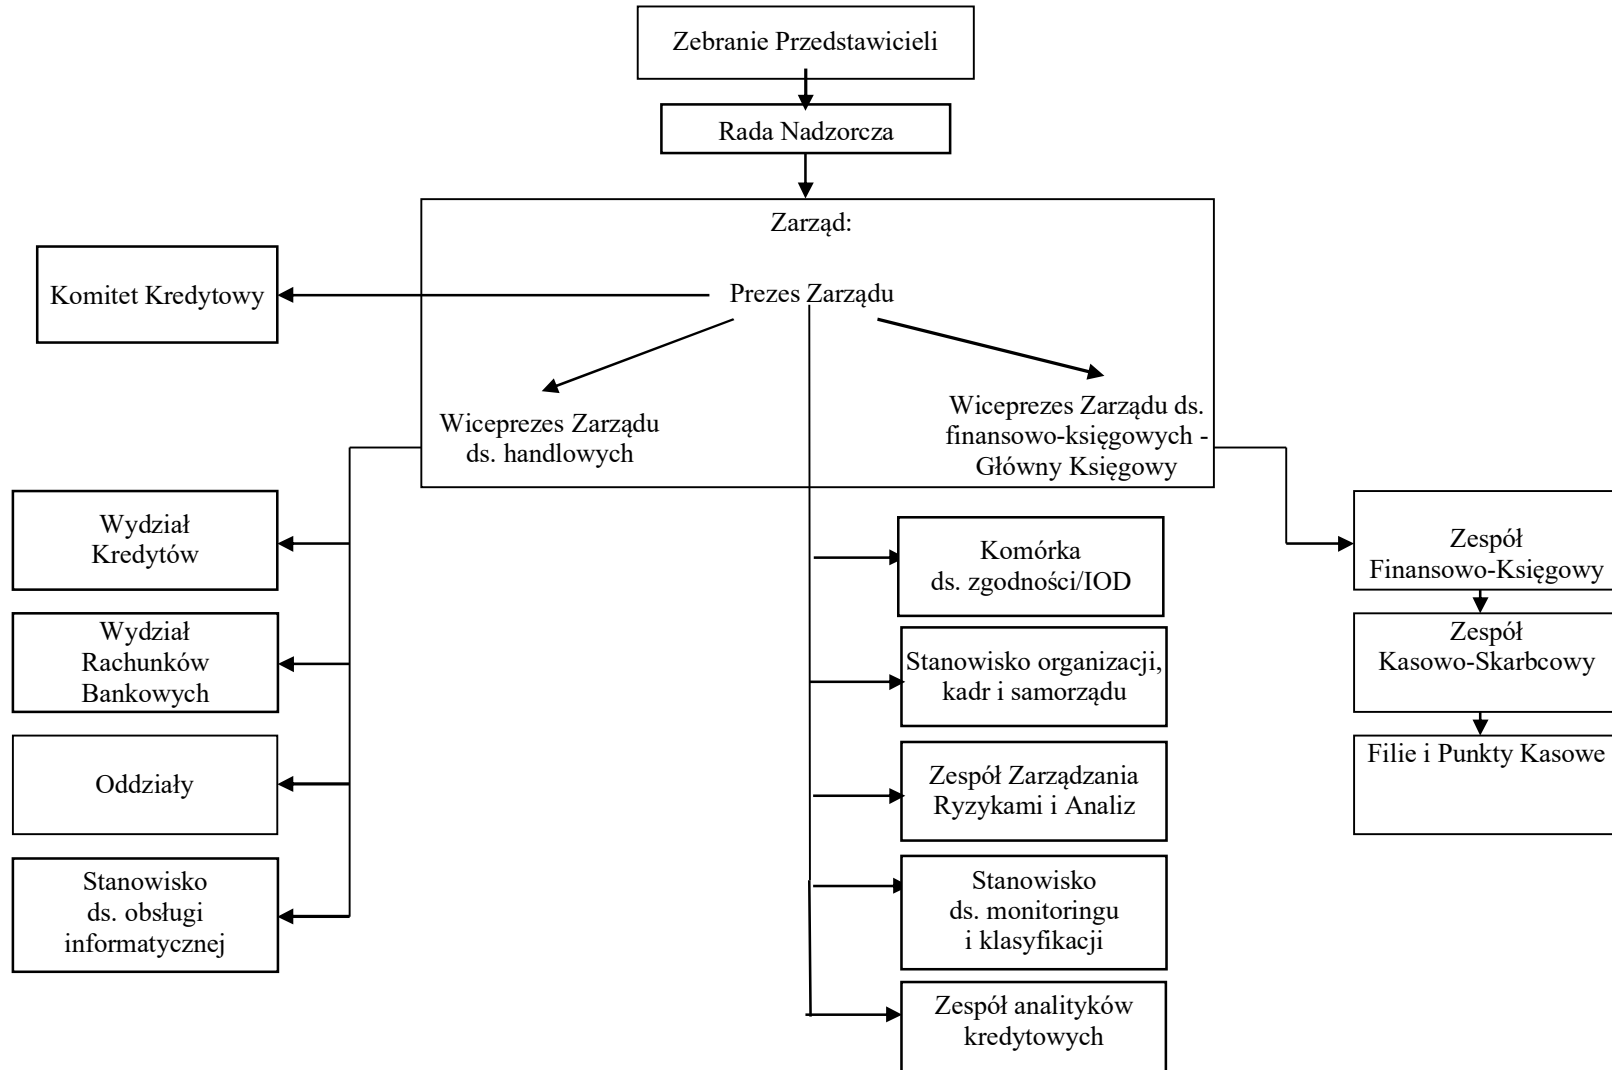 Zebranie Przedstawicieli
Rada Nadzorcza
Zarząd:
Komitet Kredytowy
Prezes Zarządu
Wiceprezes Zarządu
ds. handlowych
Wiceprezes Zarządu ds.
finansowo-księgowych -
Główny Księgowy
Wydział
Kredytów
Wydział
Rachunków
Bankowych
Oddziały
Stanowisko
ds. obsługi
informatycznej
Komórka
ds. zgodności/IOD
Stanowisko organizacji,
kadr i samorządu
Zespół Zarządzania
Ryzykami i Analiz
Stanowisko
ds. monitoringu
i klasyfikacji
Zespół analityków
kredytowych
Zespół
Finansowo-Księgowy
Zespół
Kasowo-Skarbcowy
Filie i Punkty Kasowe